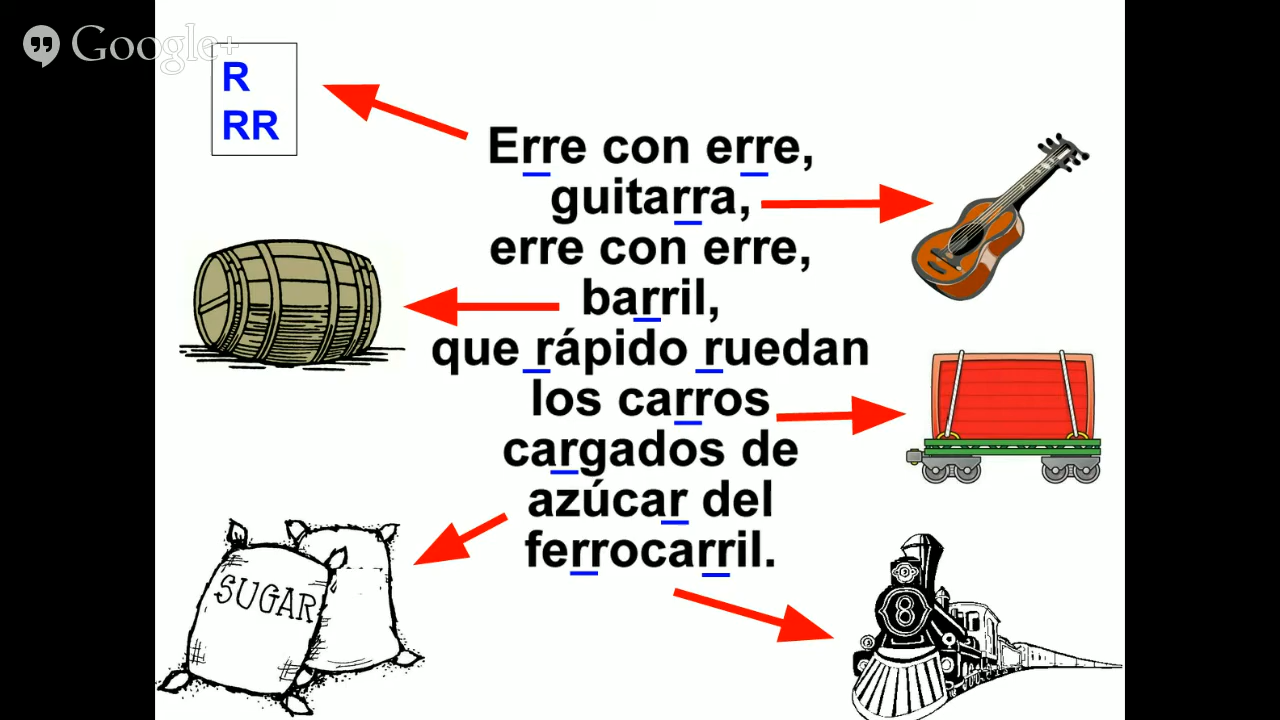 Google+
R
RR
Erre con erre,
guitarra,
erre con erre,
barril,
que rápido ruedan
los carros
cargados de
azúcar del
ferrocarril.
SUGAR
8